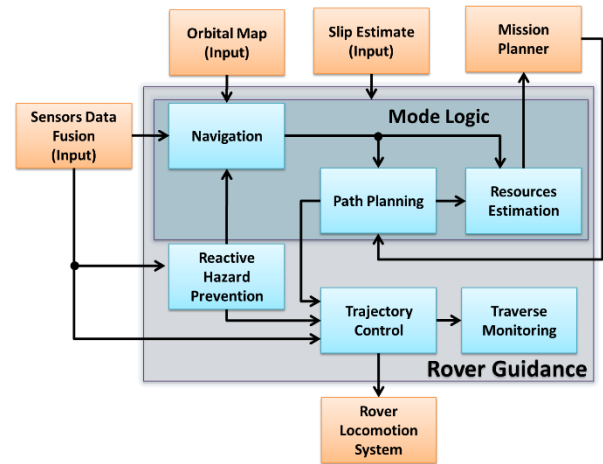 Orbital Map
(Input)
Slip Estimate
(Input)
Mission
Planner
Sensors Data
Fusion
(Input)
Mode Logic
Navigation
Path Planning
Resources
Estimation
Reactive
Hazard
Prevention
Trajectory
Control
Traverse
Monitoring
Rover Guidance
Rover
Locomotion
System